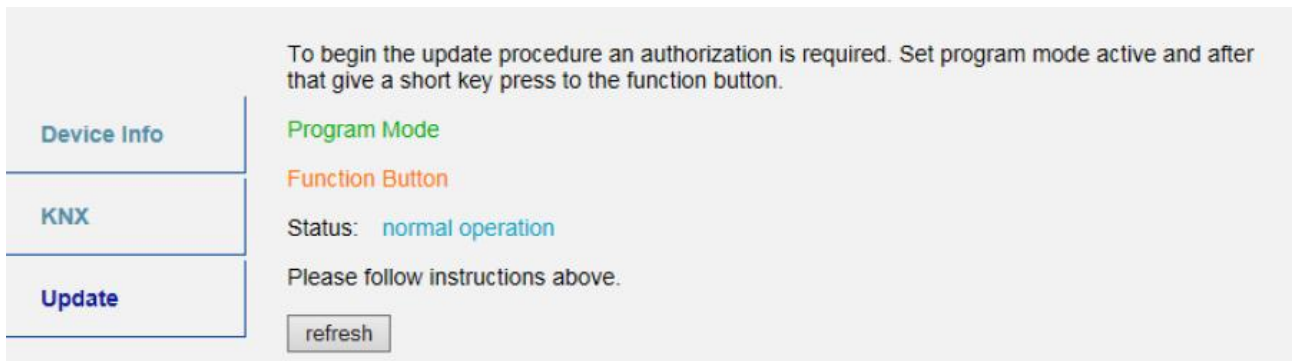 To begin the update procedure an authorization is required. Set program mode active and after
that give a short key press to the function button.
Device Info
Program Mode
Function Button
KNX
Status: normal operation
Please follow instructions above.
Update
refresh